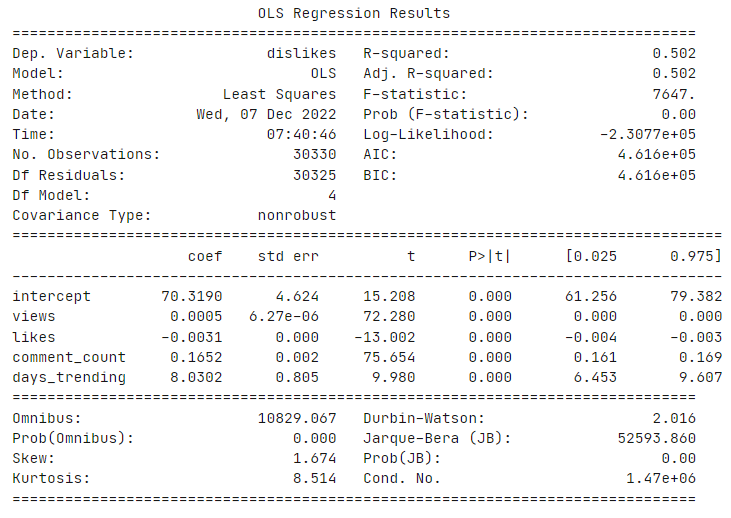 OLS Regression Results
==============================================================================
Dep. Variable:               dislikes   R-squared:                       0.502
Model:                            OLS   Adj. R-squared:                  0.502
Method:                 Least Squares   F-statistic:                     7647.
Date:                Wed, 07 Dec 2022   Prob (F-statistic):               0.00
Time:                        07:40:46   Log-Likelihood:            -2.3077e+05
No. Observations:               30330   AIC:                         4.616e+05
Df Residuals:                   30325   BIC:                         4.616e+05
Df Model:                           4
Covariance Type:            nonrobust
=================================================================================
                    coef    std err          t      P>|t|      [0.025      0.975]
---------------------------------------------------------------------------------
intercept        70.3190      4.624     15.208      0.000      61.256      79.382
views             0.0005   6.27e-06     72.280      0.000       0.000       0.000
likes            -0.0031      0.000    -13.002      0.000      -0.004      -0.003
comment_count     0.1652      0.002     75.654      0.000       0.161       0.169
days_trending     8.0302      0.805      9.980      0.000       6.453       9.607
==============================================================================
Omnibus:                    10829.067   Durbin-Watson:                   2.016
Prob(Omnibus):                  0.000   Jarque-Bera (JB):            52593.860
Skew:                           1.674   Prob(JB):                         0.00
Kurtosis:                       8.514   Cond. No.                     1.47e+06
==============================================================================